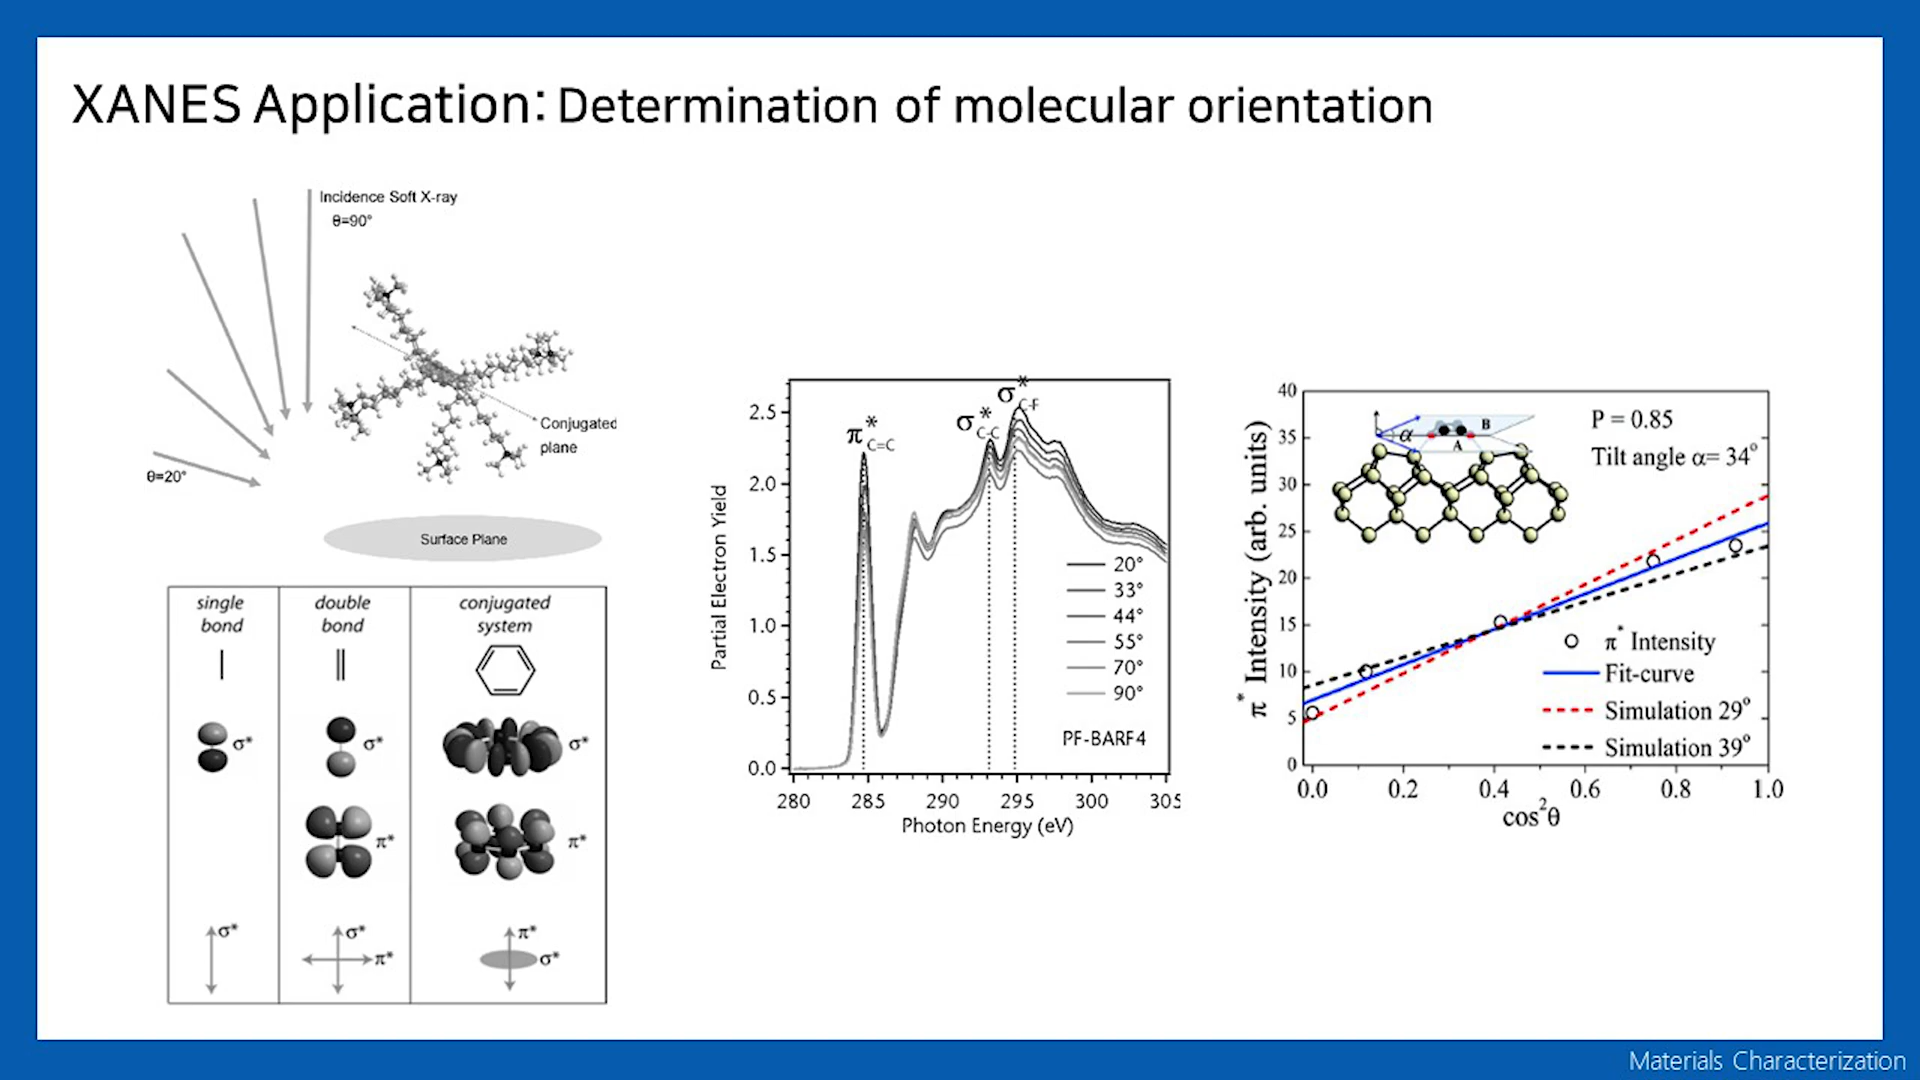 XANES Application: Determination of molecular orientation
Incidence Soft X-ray
θ=90°
Conjugated
plane
θ=20°
Surface Plane
single
bond
double
bond
conjugated
system
σ*
σ*
σ*
π*
π*
σ*
σ*
π*
π*
σ*
Partial Electron Yield
2.5
2.0
1.5
1.0
0.5
0.0
π*C=C
σ*C-C
σ*C-F
20°
33°
44°
55°
70°
90°
PF-BARF4
280 285 290 295 300 305
Photon Energy (eV)
π* Intensity (arb. units)
40
35
30
25
20
15
10
5
0
α
A
B
P = 0.85
Tilt angle α= 34°
π* Intensity
Fit-curve
Simulation 29°
Simulation 39°
0.0 0.2 0.4 0.6 0.8 1.0
cos²θ
Materials Characterization